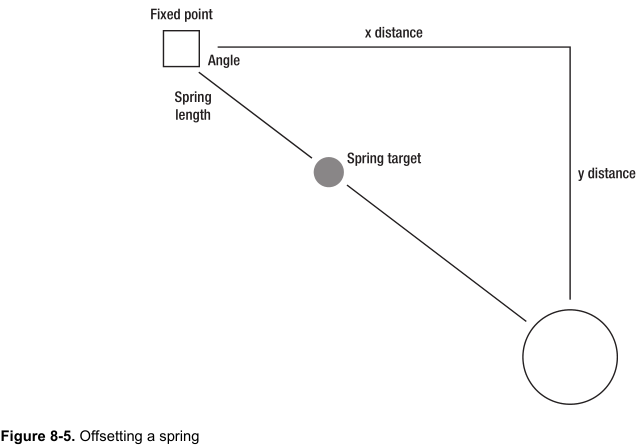 Fixed point
x distance
Angle
Spring
length
Spring target
y distance
Figure 8-5. Offsetting a spring